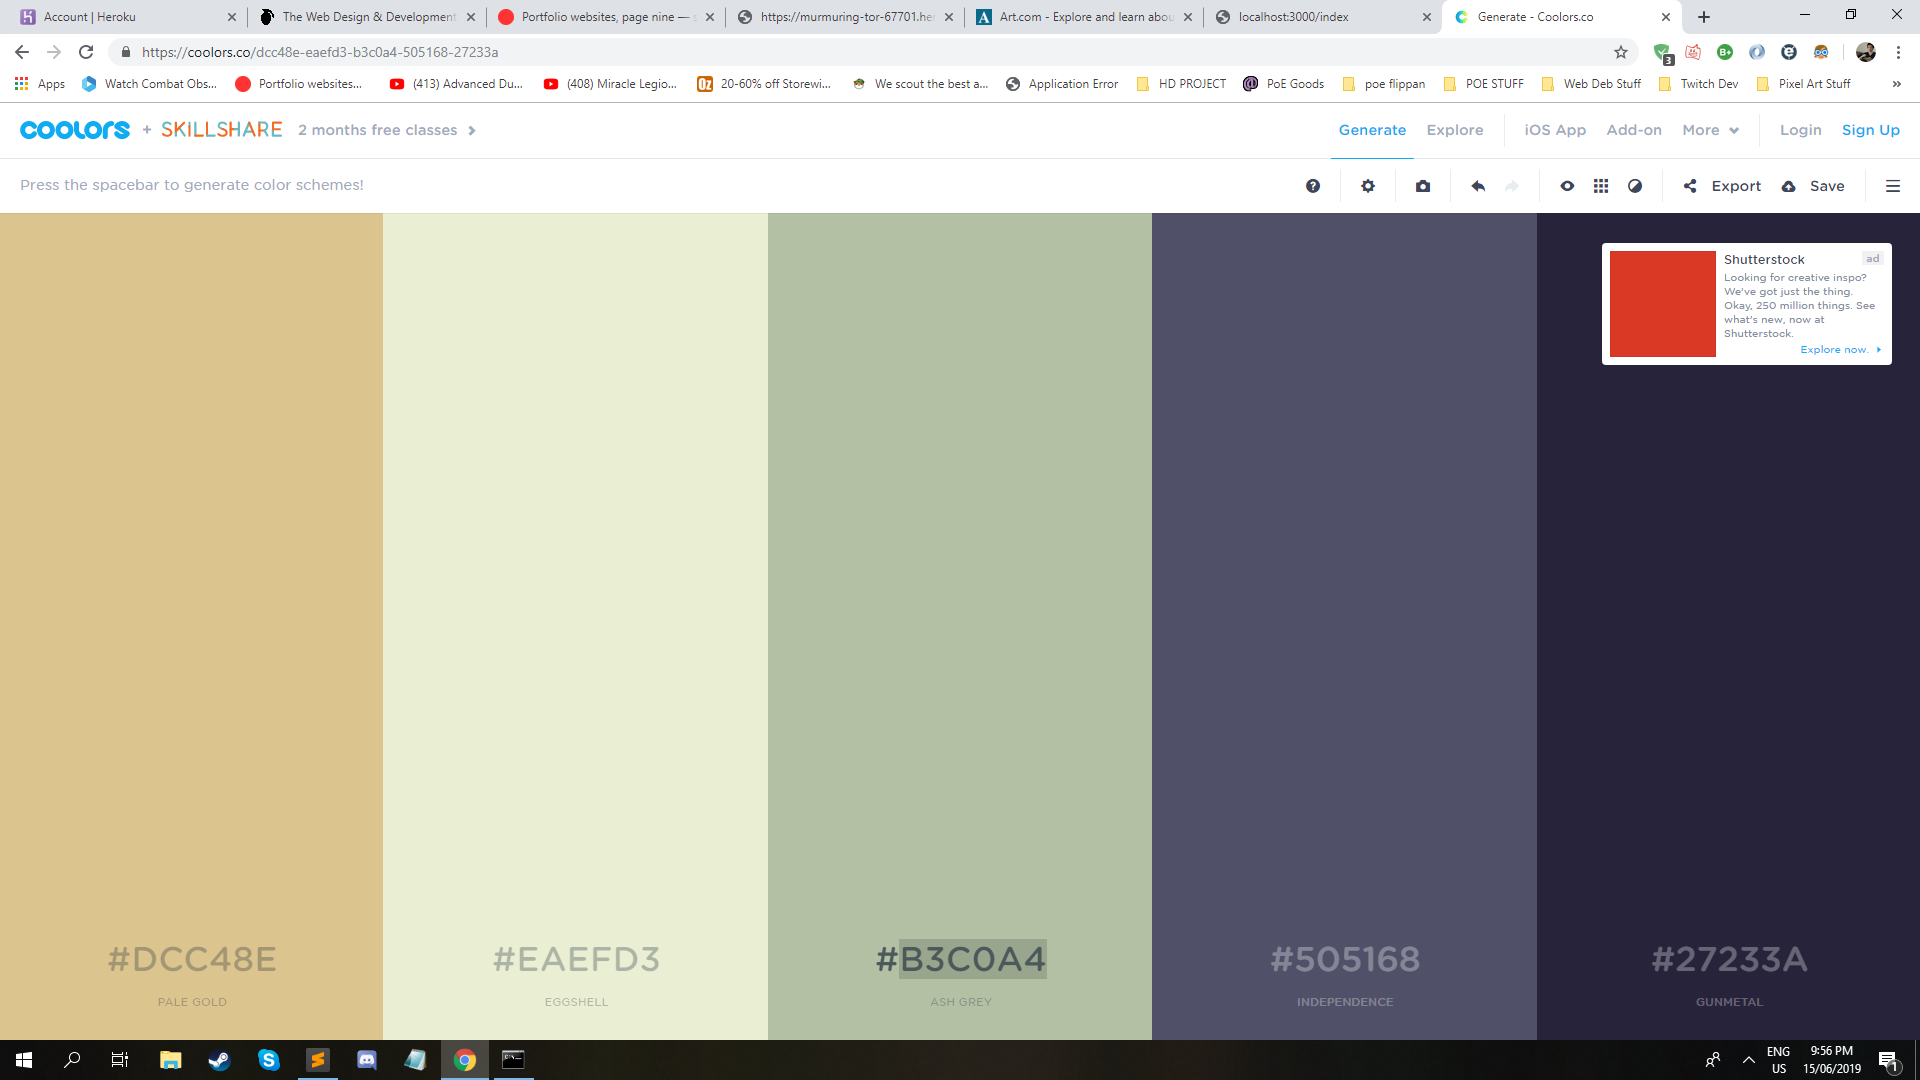 Account | Heroku
The Web Design & Development
Portfolio websites, page nine — s
https://murmuring-tor-67701.he
Art.com - Explore and learn abou
localhost:3000/index
Generate - Coolors.co
https://coolors.co/dcc48e-eaefd3-b3c0a4-505168-27233a
3
Apps
Watch Combat Obs...
Portfolio websites...
(413) Advanced Du...
(408) Miracle Legio...
20-60% off Storewi...
We scout the best a...
Application Error
HD PROJECT
PoE Goods
poe flippan
POE STUFF
Web Deb Stuff
Twitch Dev
Pixel Art Stuff
»
coolors + SKILLSHARE 2 months free classes
Generate
Explore
iOS App
Add-on
More
Login
Sign Up
Press the spacebar to generate color schemes!
Export
Save
Shutterstock
ad
Looking for creative inspo?
We've got just the thing.
Okay, 250 million things. See
what's new, now at
Shutterstock.
Explore now.
#DCC48E
PALE GOLD
#EAEFD3
EGGSHELL
#B3C0A4
ASH GREY
#505168
INDEPENDENCE
#27233A
GUNMETAL
ENG
US
9:56 PM
15/06/2019
1